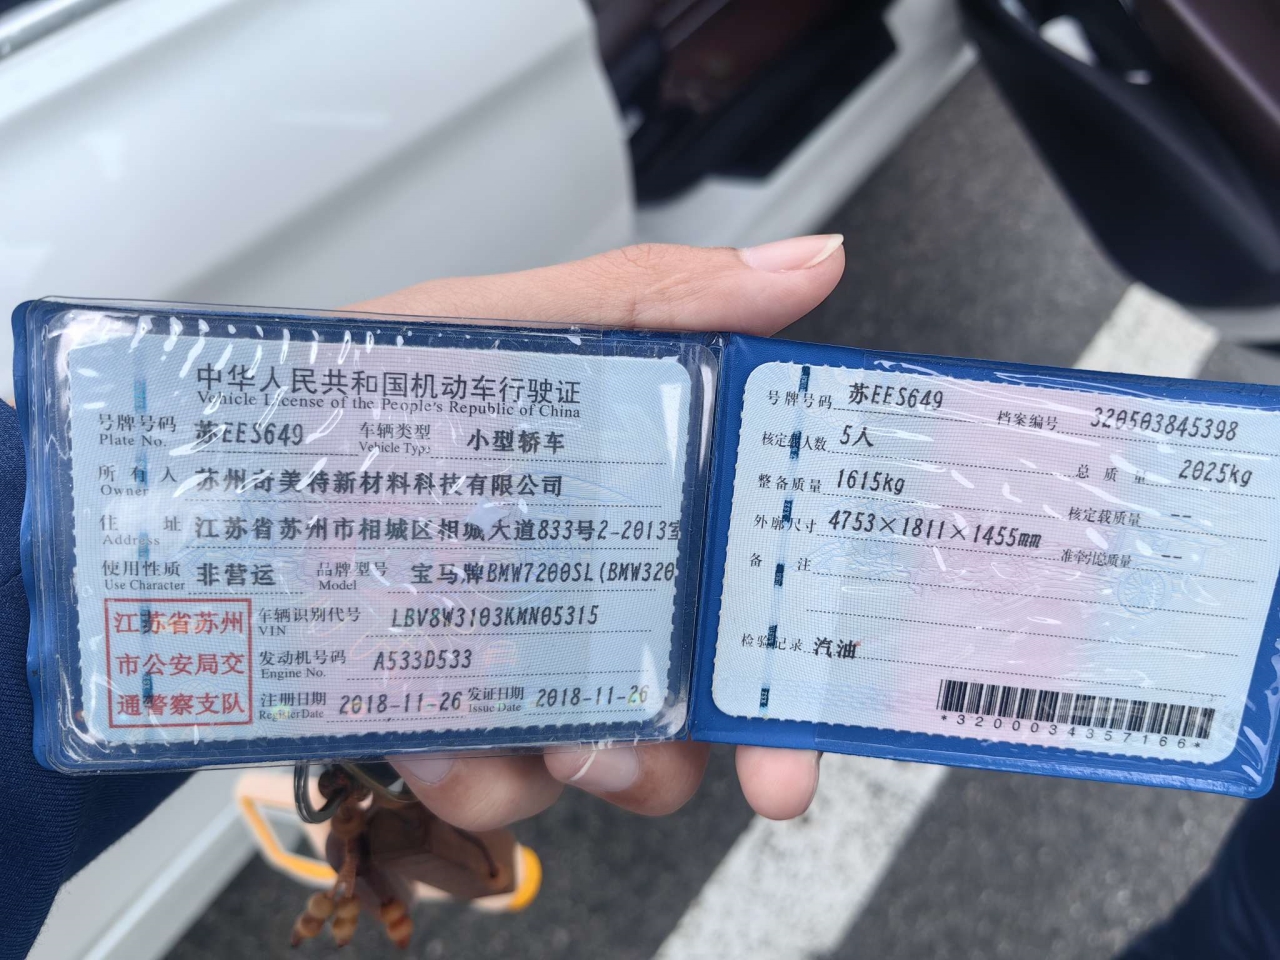 中华人民共和国机动车行驶证
Vehicle License of the People's Republic of China
号牌号码 苏EES649 车辆类型 小型轿车
Plate No. Vehicle Type
所有人 苏州奇美特新材料科技有限公司
Owner
住址 江苏省苏州市相城区相城大道833号2-2013室
Address
使用性质 非营运 品牌型号 宝马牌BMW7200SL(BMW320
Use Character Model
江苏省苏州
市公安局交
通警察支队
车辆识别代号 LBV8W3103KMN05315
VIN
发动机号码 A533D533
Engine No.
注册日期 2018-11-26 发证日期 2018-11-26
Register Date Issue Date
号牌号码 苏EES649 档案编号 320503845398
核定载人数 5人 总质量 2025kg
整备质量 1615kg 核定载质量 --
外廓尺寸 4753×1811×1455mm 准牵引总质量 --
备注
检验记录 汽油
*3200034357166*